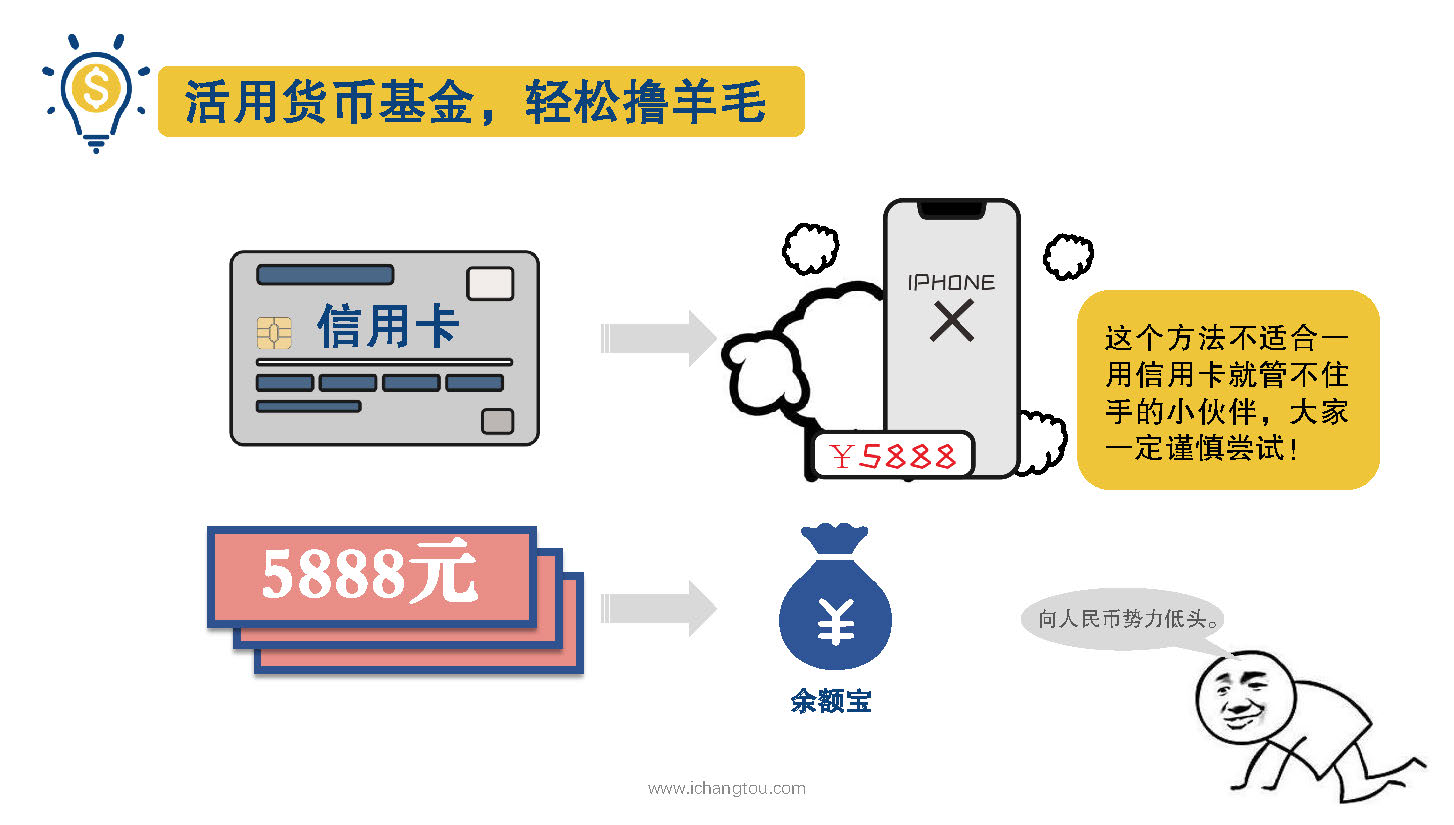 活用货币基金，轻松撸羊毛
信用卡
IPHONE
X
￥5888
这个方法不适合一
用信用卡就管不住
手的小伙伴，大家
一定谨慎尝试！
5888元
¥
余额宝
向人民币势力低头。
www.ichangtou.com